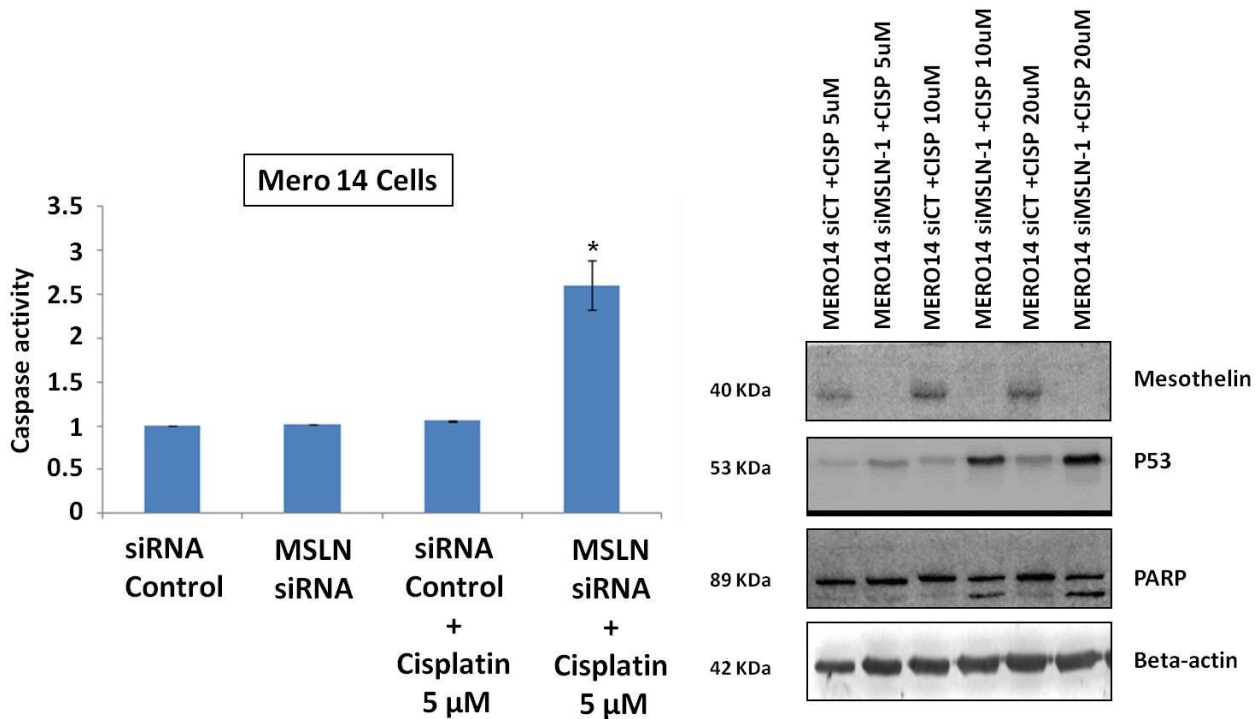 Mero 14 Cells
Caspase activity
3.5
3
2.5
2
1.5
1
0.5
0
*
siRNA
Control
MSLN
siRNA
siRNA
Control
+
Cisplatin
5 µM
MSLN
siRNA
+
Cisplatin
5 µM
MERO14 siCT +CISP 5uM
MERO14 siMSLN-1 +CISP 5uM
MERO14 siCT +CISP 10uM
MERO14 siMSLN-1 +CISP 10uM
MERO14 siCT +CISP 20uM
MERO14 siMSLN-1 +CISP 20uM
40 KDa
Mesothelin
53 KDa
P53
89 KDa
PARP
42 KDa
Beta-actin